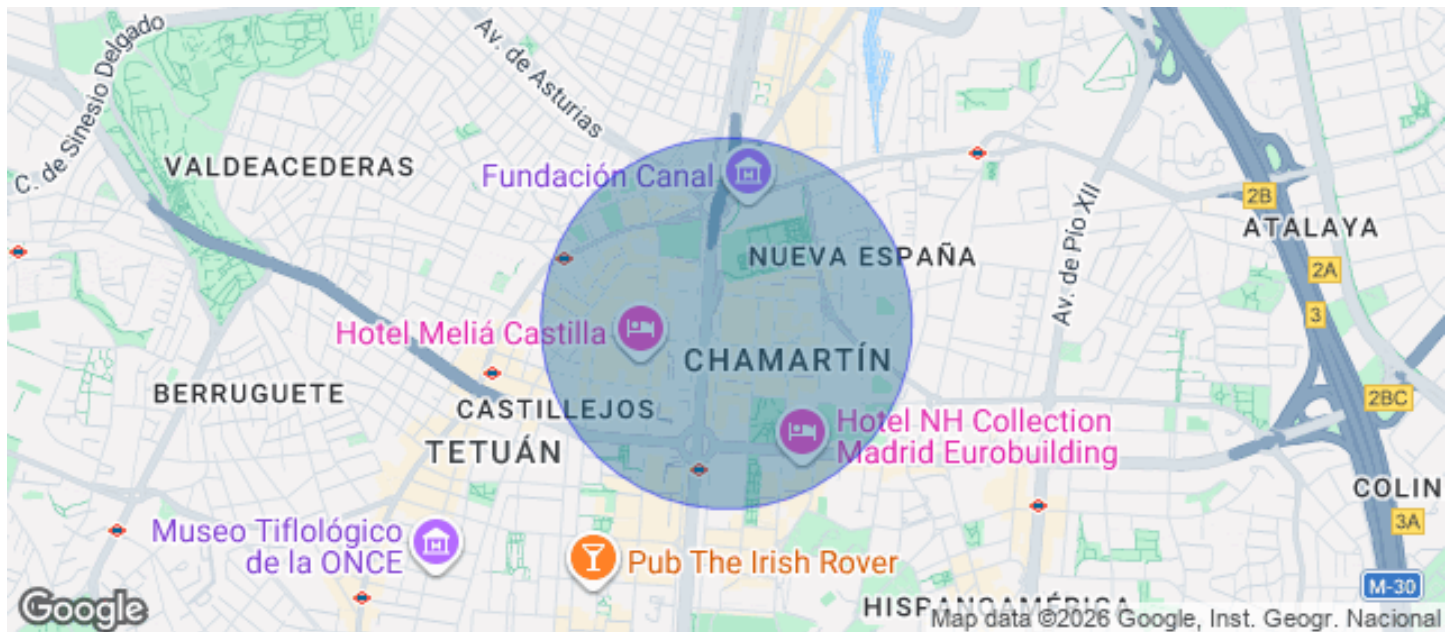 C. de Sinesio Delgado
Av. de Asturias
VALDEACEDERAS
Fundación Canal
Av. de Pío XII
2B
ATALAYA
NUEVA ESPAÑA
2A
3
Hotel Meliá Castilla
CHAMARTÍN
BERRUGUETE
CASTILLEJOS
2BC
TETUÁN
Hotel NH Collection
Madrid Eurobuilding
COLIN
3A
Museo Tiflológico
de la ONCE
Pub The Irish Rover
M-30
HISPANOAMÉRICA
Google
Map data ©2026 Google, Inst. Geogr. Nacional